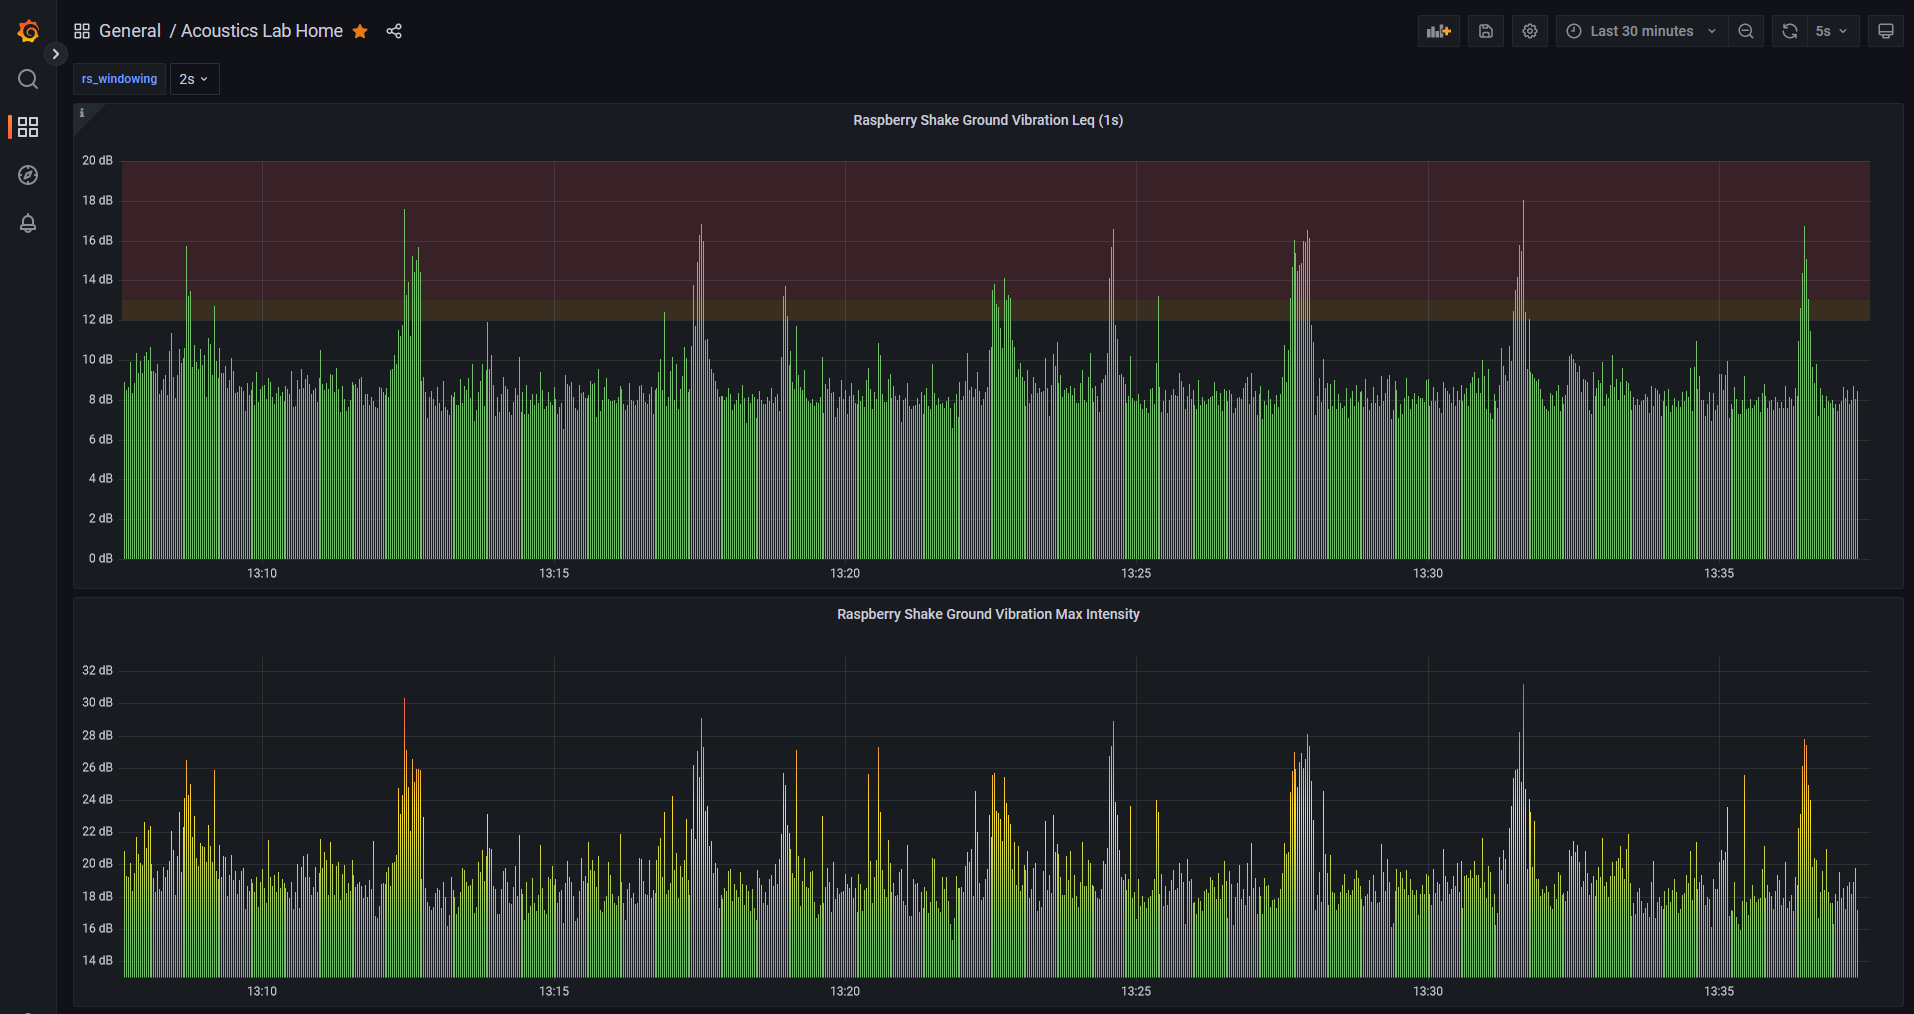 General / Acoustics Lab Home
Last 30 minutes
5s
rs_windowing
2s
i
Raspberry Shake Ground Vibration Leq (1s)
20 dB
18 dB
16 dB
14 dB
12 dB
10 dB
8 dB
6 dB
4 dB
2 dB
0 dB
13:10 13:15 13:20 13:25 13:30 13:35
Raspberry Shake Ground Vibration Max Intensity
32 dB
30 dB
28 dB
26 dB
24 dB
22 dB
20 dB
18 dB
16 dB
14 dB
13:10 13:15 13:20 13:25 13:30 13:35